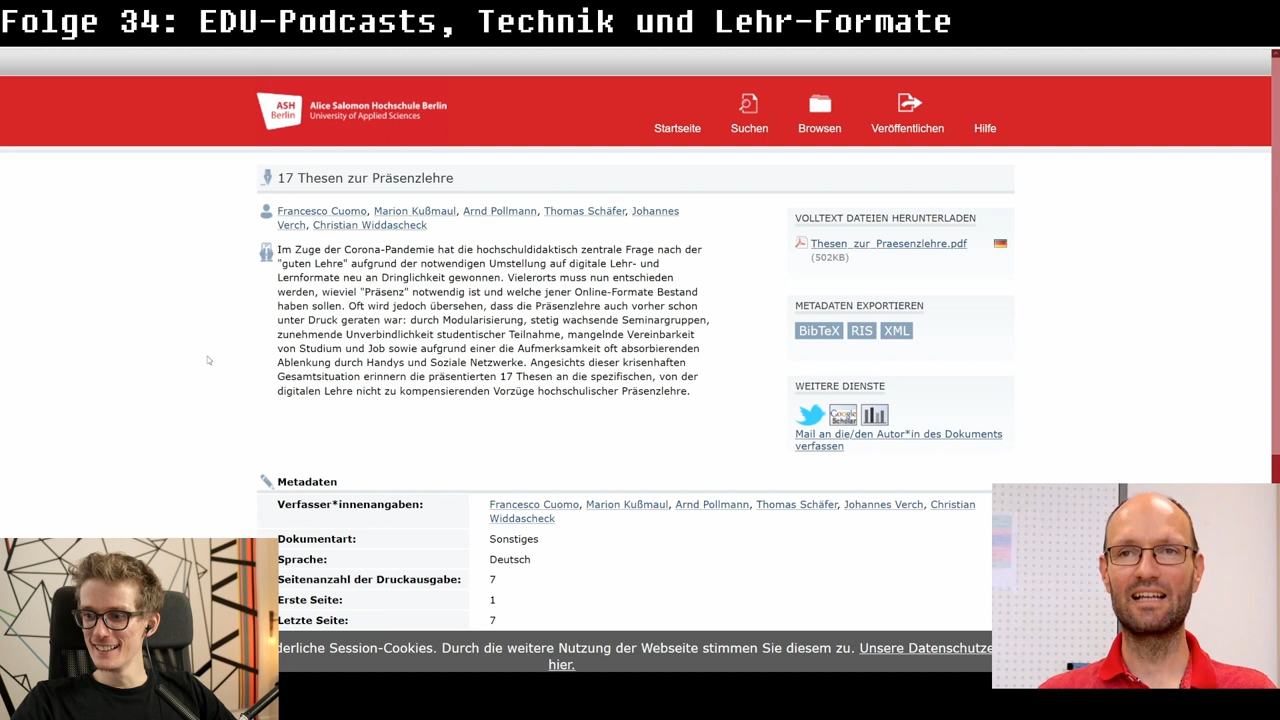 Folge 34: EDU-Podcasts, Technik und Lehr-Formate
ASH
Berlin
Alice Salomon Hochschule Berlin
University of Applied Sciences
Startseite
Suchen
Browsen
Veröffentlichen
Hilfe
17 Thesen zur Präsenzlehre
Francesco Cuomo, Marion Kußmaul, Arnd Pollmann, Thomas Schäfer, Johannes
Verch, Christian Widdascheck
Im Zuge der Corona-Pandemie hat die hochschuldidaktisch zentrale Frage nach der
"guten Lehre" aufgrund der notwendigen Umstellung auf digitale Lehr- und
Lernformate neu an Dringlichkeit gewonnen. Vielerorts muss nun entschieden
werden, wieviel "Präsenz" notwendig ist und welche jener Online-Formate Bestand
haben sollen. Oft wird jedoch übersehen, dass die Präsenzlehre auch vorher schon
unter Druck geraten war: durch Modularisierung, stetig wachsende Seminargruppen,
zunehmende Unverbindlichkeit studentischer Teilnahme, mangelnde Vereinbarkeit
von Studium und Job sowie aufgrund einer die Aufmerksamkeit oft absorbierenden
Ablenkung durch Handys und Soziale Netzwerke. Angesichts dieser krisenhaften
Gesamtsituation erinnern die präsentierten 17 Thesen an die spezifischen, von der
digitalen Lehre nicht zu kompensierenden Vorzüge hochschulischer Präsenzlehre.
VOLLTEXT DATEIEN HERUNTERLADEN
Thesen_zur_Praesenzlehre.pdf
(502KB)
METADATEN EXPORTIEREN
BibTeX RIS XML
WEITERE DIENSTE
Google
Scholar
Mail an die/den Autor*in des Dokuments
verfassen
Metadaten
Verfasser*innenangaben:
Francesco Cuomo, Marion Kußmaul, Arnd Pollmann, Thomas Schäfer, Johannes Verch, Christian
Widdascheck
Dokumentart:
Sonstiges
Sprache:
Deutsch
Seitenanzahl der Druckausgabe:
7
Erste Seite:
1
Letzte Seite:
7
derliche Session-Cookies. Durch die weitere Nutzung der Webseite stimmen Sie diesem zu. Unsere Datenschutze
hier.